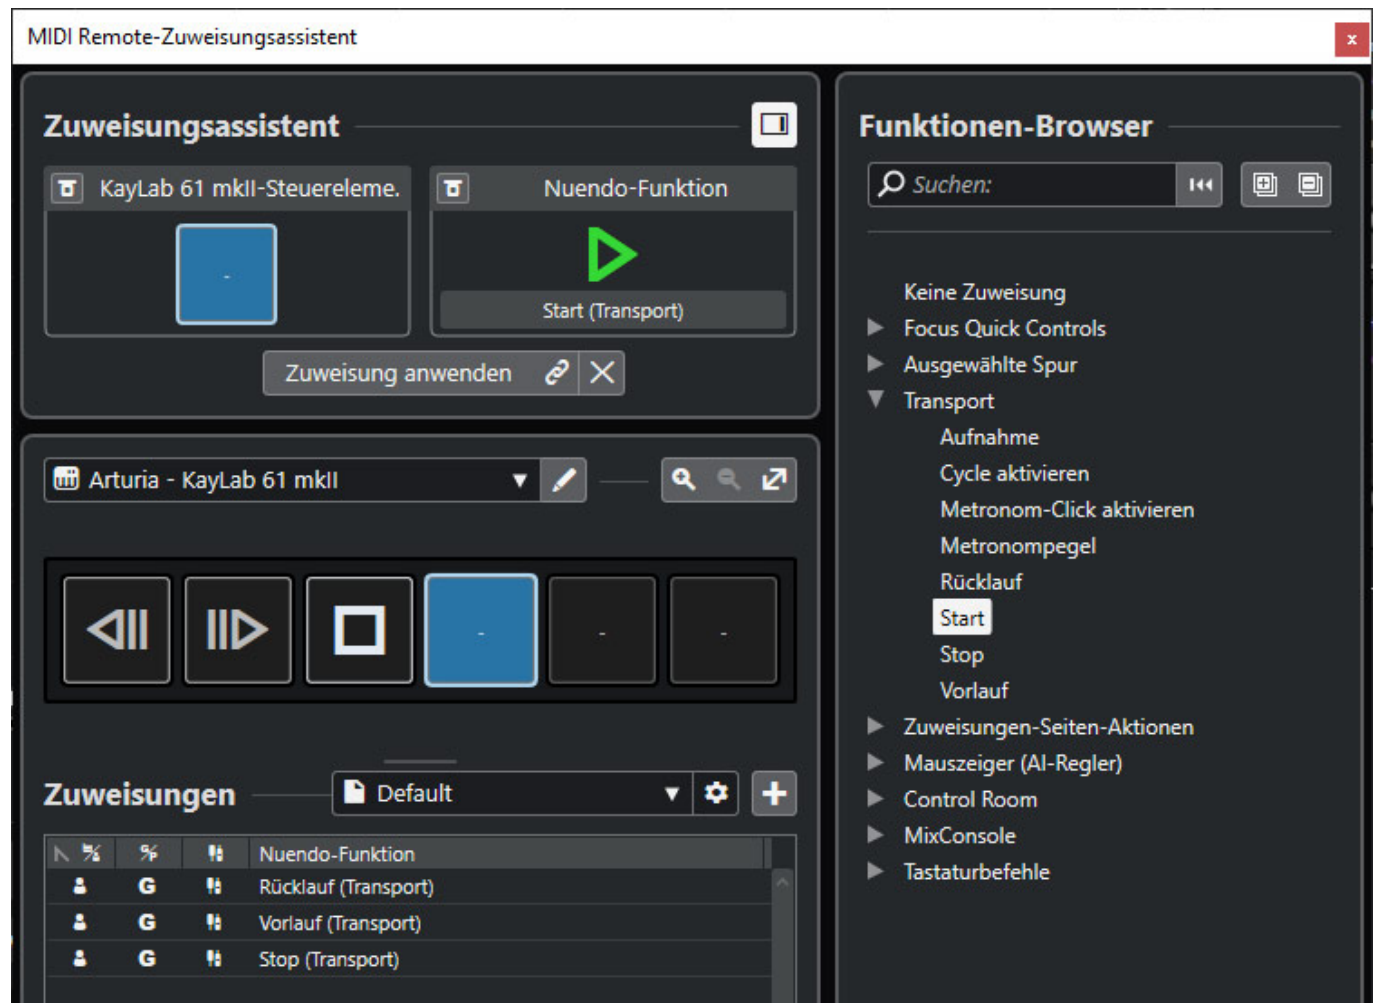 MIDI Remote-Zuweisungsassistent
x
Zuweisungsassistent
KayLab 61 mkII-Steuereleme.
Nuendo-Funktion
-
Start (Transport)
Zuweisung anwenden
Arturia - KayLab 61 mkII
- - -
Zuweisungen
Default
Nuendo-Funktion
G Rücklauf (Transport)
G Vorlauf (Transport)
G Stop (Transport)
Funktionen-Browser
Suchen:
Keine Zuweisung
Focus Quick Controls
Ausgewählte Spur
Transport
Aufnahme
Cycle aktivieren
Metronom-Click aktivieren
Metronompegel
Rücklauf
Start
Stop
Vorlauf
Zuweisungen-Seiten-Aktionen
Mauszeiger (AI-Regler)
Control Room
MixConsole
Tastaturbefehle